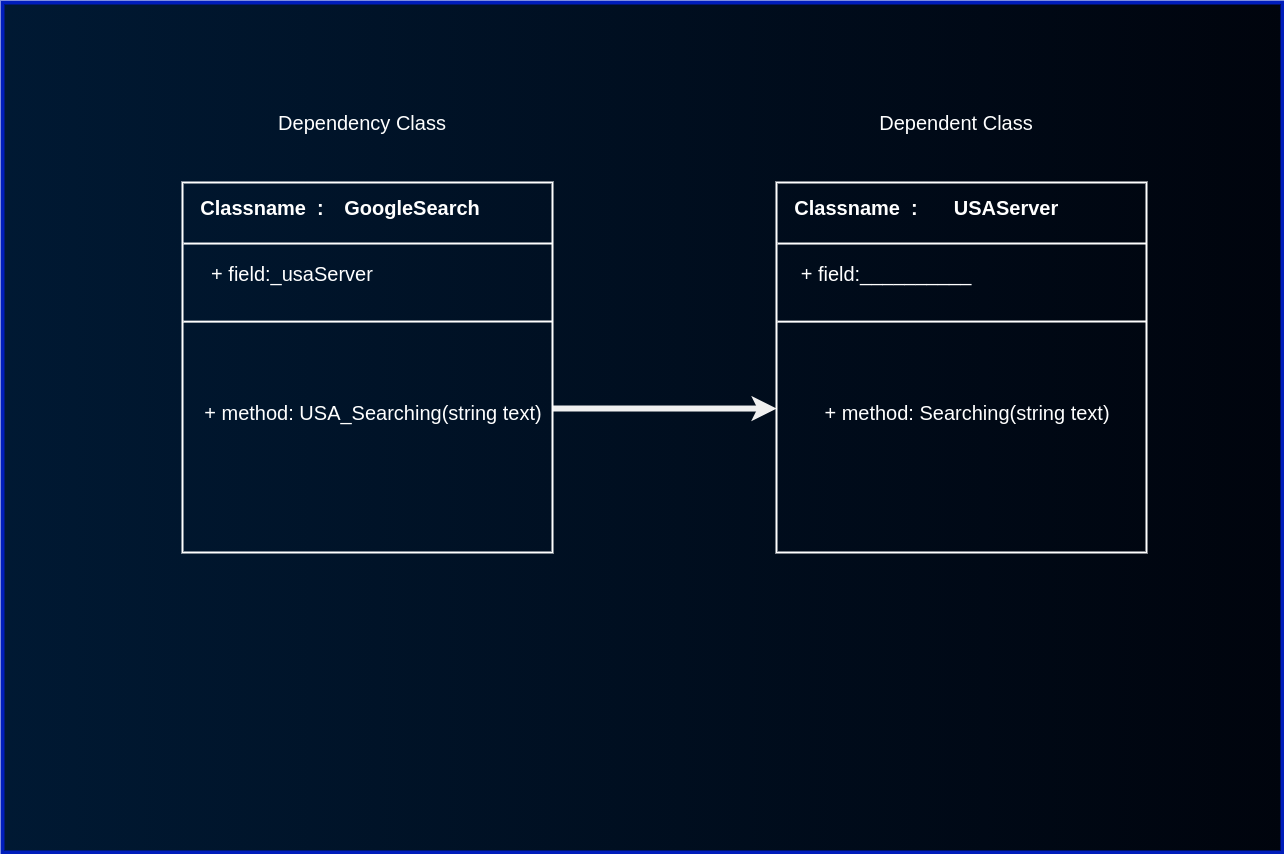 Dependency Class
Dependent Class
Classname : GoogleSearch
Classname : USAServer
+ field:_usaServer
+ field:__________
+ method: USA_Searching(string text)
+ method: Searching(string text)